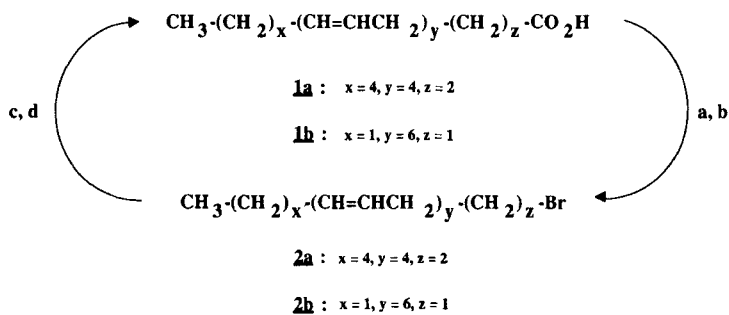 CH3-(CH2)x-(CH=CHCH2)y-(CH2)z-CO2H
1a : x = 4, y = 4, z = 2
c, d
a, b
1b : x = 1, y = 6, z = 1
CH3-(CH2)x-(CH=CHCH2)y-(CH2)z-Br
2a : x = 4, y = 4, z = 2
2b : x = 1, y = 6, z = 1